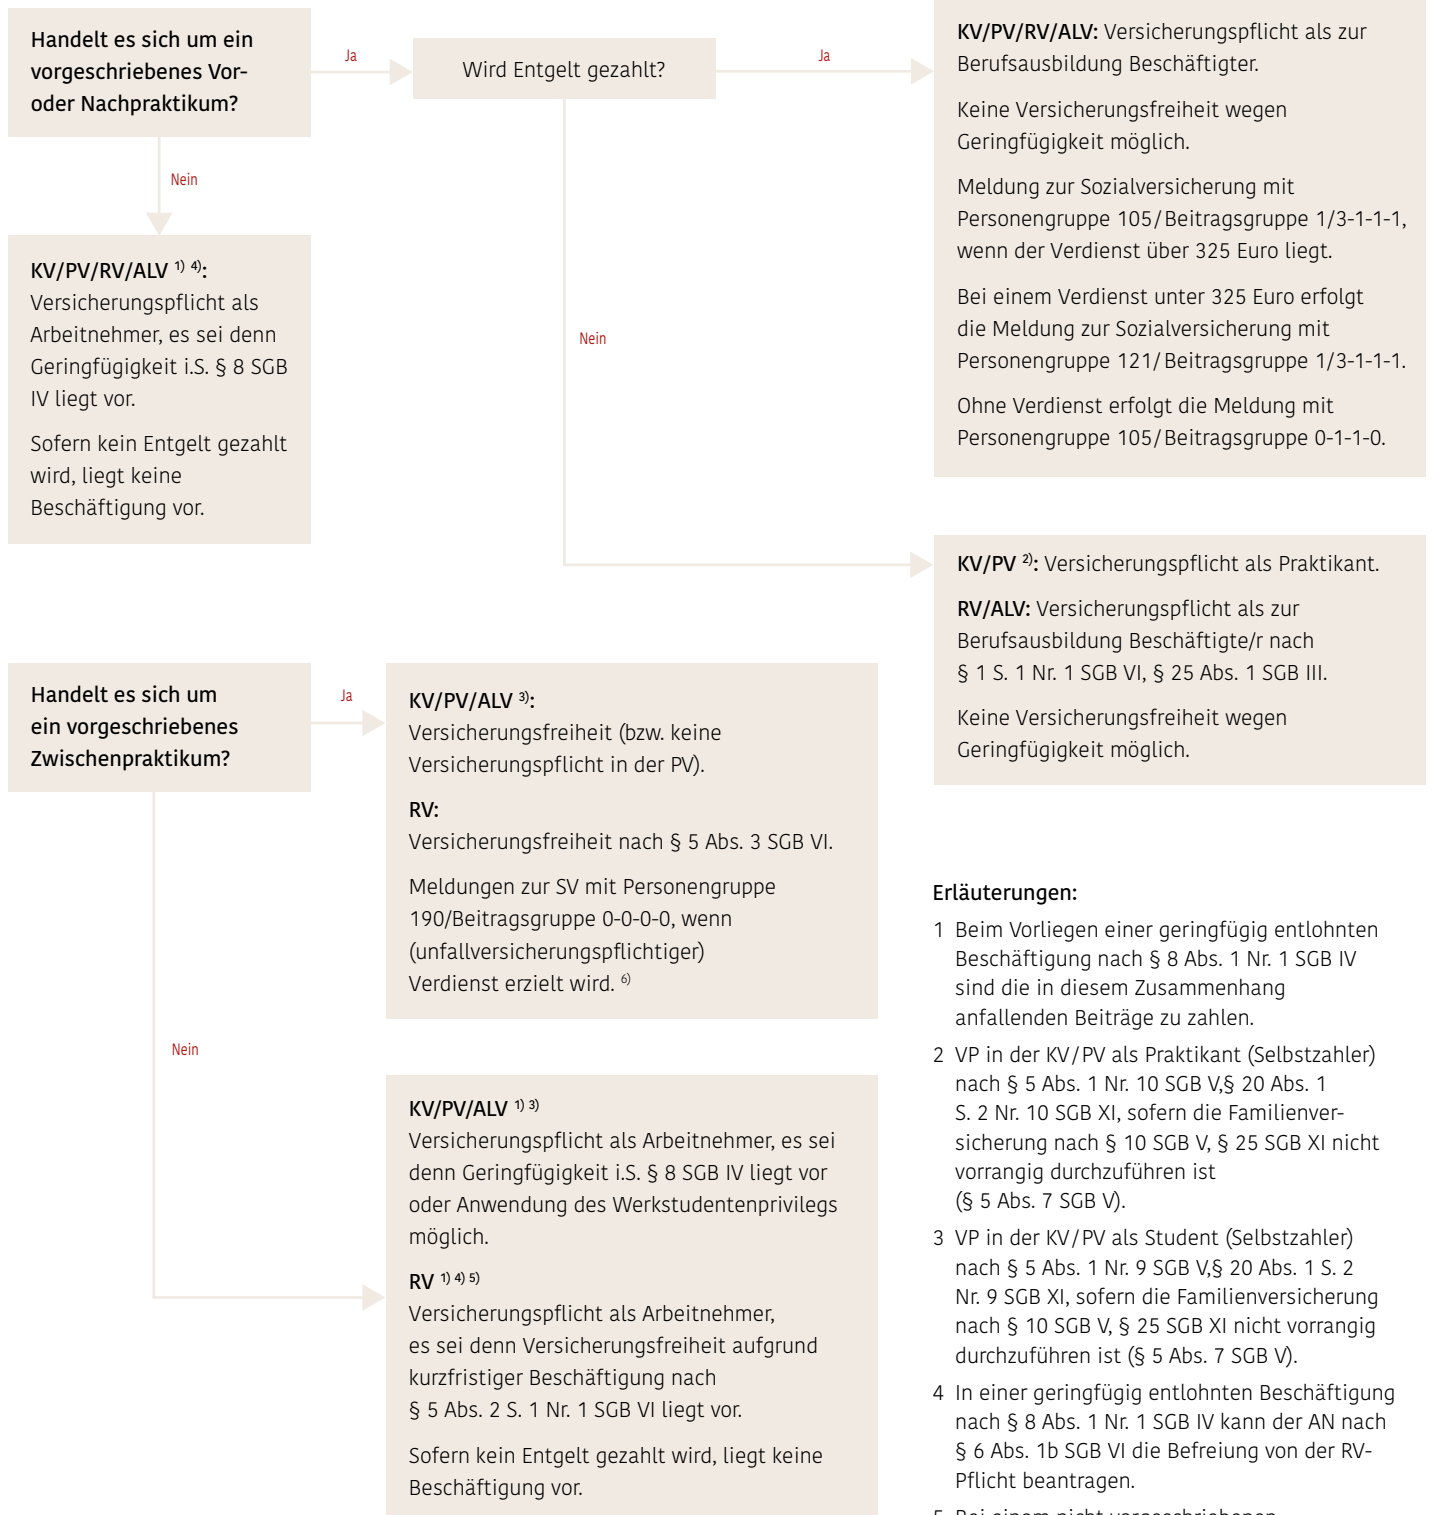 Handelt es sich um ein
vorgeschriebenes Vor-
oder Nachpraktikum?
Ja
Wird Entgelt gezahlt?
Ja
KV/PV/RV/ALV: Versicherungspflicht als zur
Berufsausbildung Beschäftigter.
Keine Versicherungsfreiheit wegen
Geringfügigkeit möglich.
Meldung zur Sozialversicherung mit
Personengruppe 105/Beitragsgruppe 1/3-1-1-1,
wenn der Verdienst über 325 Euro liegt.
Bei einem Verdienst unter 325 Euro erfolgt
die Meldung zur Sozialversicherung mit
Personengruppe 121/Beitragsgruppe 1/3-1-1-1.
Ohne Verdienst erfolgt die Meldung mit
Personengruppe 105/Beitragsgruppe 0-1-1-0.
Nein
KV/PV/RV/ALV 1) 4):
Versicherungspflicht als
Arbeitnehmer, es sei denn
Geringfügigkeit i.S. § 8 SGB
IV liegt vor.
Sofern kein Entgelt gezahlt
wird, liegt keine
Beschäftigung vor.
Nein
KV/PV 2): Versicherungspflicht als Praktikant.
RV/ALV: Versicherungspflicht als zur
Berufsausbildung Beschäftigte/r nach
§ 1 S. 1 Nr. 1 SGB VI, § 25 Abs. 1 SGB III.
Keine Versicherungsfreiheit wegen
Geringfügigkeit möglich.
Handelt es sich um
ein vorgeschriebenes
Zwischenpraktikum?
Ja
KV/PV/ALV 3):
Versicherungsfreiheit (bzw. keine
Versicherungspflicht in der PV).
RV:
Versicherungsfreiheit nach § 5 Abs. 3 SGB VI.
Meldungen zur SV mit Personengruppe
190/Beitragsgruppe 0-0-0-0, wenn
(unfallversicherungspflichtiger)
Verdienst erzielt wird. 6)
Nein
KV/PV/ALV 1) 3)
Versicherungspflicht als Arbeitnehmer, es sei
denn Geringfügigkeit i.S. § 8 SGB IV liegt vor
oder Anwendung des Werkstudentenprivilegs
möglich.
RV 1) 4) 5)
Versicherungspflicht als Arbeitnehmer,
es sei denn Versicherungsfreiheit aufgrund
kurzfristiger Beschäftigung nach
§ 5 Abs. 2 S. 1 Nr. 1 SGB VI liegt vor.
Sofern kein Entgelt gezahlt wird, liegt keine
Beschäftigung vor.
Erläuterungen:
1 Beim Vorliegen einer geringfügig entlohnten
Beschäftigung nach § 8 Abs. 1 Nr. 1 SGB IV
sind die in diesem Zusammenhang
anfallenden Beiträge zu zahlen.
2 VP in der KV/PV als Praktikant (Selbstzahler)
nach § 5 Abs. 1 Nr. 10 SGB V,§ 20 Abs. 1
S. 2 Nr. 10 SGB XI, sofern die Familienver-
sicherung nach § 10 SGB V, § 25 SGB XI nicht
vorrangig durchzuführen ist
(§ 5 Abs. 7 SGB V).
3 VP in der KV/PV als Student (Selbstzahler)
nach § 5 Abs. 1 Nr. 9 SGB V,§ 20 Abs. 1 S. 2
Nr. 9 SGB XI, sofern die Familienversicherung
nach § 10 SGB V, § 25 SGB XI nicht vorrangig
durchzuführen ist (§ 5 Abs. 7 SGB V).
4 In einer geringfügig entlohnten Beschäftigung
nach § 8 Abs. 1 Nr. 1 SGB IV kann der AN nach
§ 6 Abs. 1b SGB VI die Befreiung von der RV-
Pflicht beantragen.
5 Bei einem nicht vorgeschriebenen